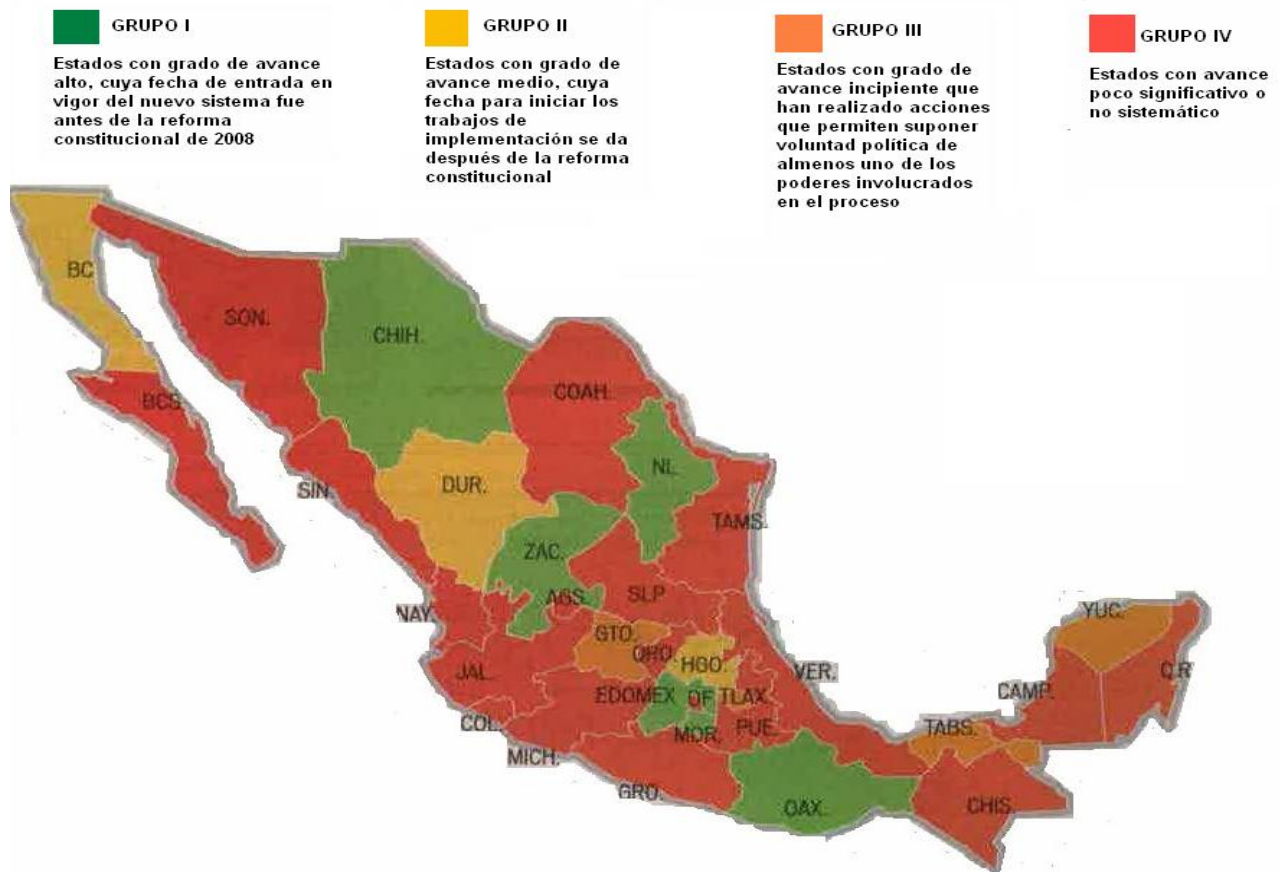 GRUPO I
Estados con grado de avance
alto, cuya fecha de entrada en
vigor del nuevo sistema fue
antes de la reforma
constitucional de 2008
GRUPO II
Estados con grado de
avance medio, cuya
fecha para iniciar los
trabajos de
implementación se da
después de la reforma
constitucional
GRUPO III
Estados con grado de
avance incipiente que
han realizado acciones
que permiten suponer
voluntad política de
almenos uno de los
poderes involucrados
en el proceso
GRUPO IV
Estados con avance
poco significativo o
no sistemático
BC
SON.
CHIH.
COAH.
BCS
NL
SIN.
DUR.
TAMS.
ZAC.
AGS.
SLP
NAY.
YUC.
GTO.
QRO.
HGO.
JAL.
VER.
Q.R
CAMP.
EDOMEX
DF
TLAX.
COL.
MOR.
PUE.
TABS.
MICH.
GRO.
OAX.
CHIS.